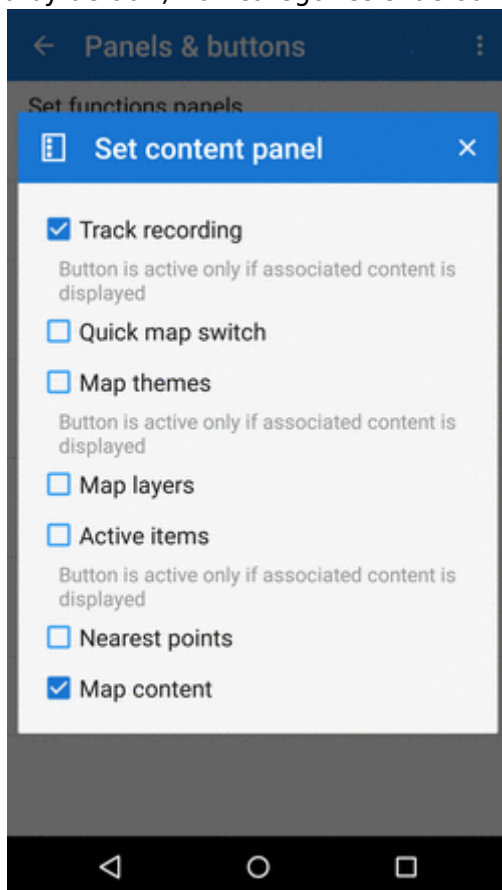 Panels & buttons
Set functions panels
Set content panel
Track recording
Button is active only if associated content is
displayed
Quick map switch
Map themes
Button is active only if associated content is
displayed
Map layers
Active items
Button is active only if associated content is
displayed
Nearest points
Map content